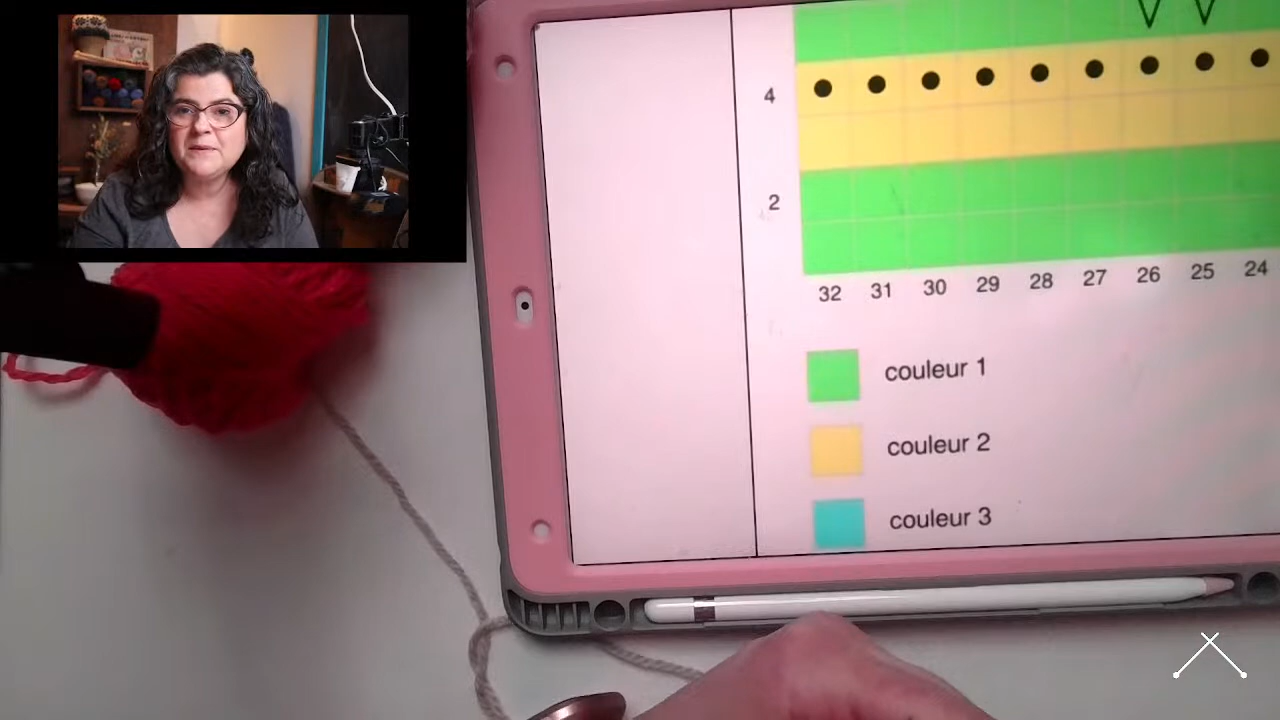 4
2
32 31 30 29 28 27 26 25 24
couleur 1
couleur 2
couleur 3